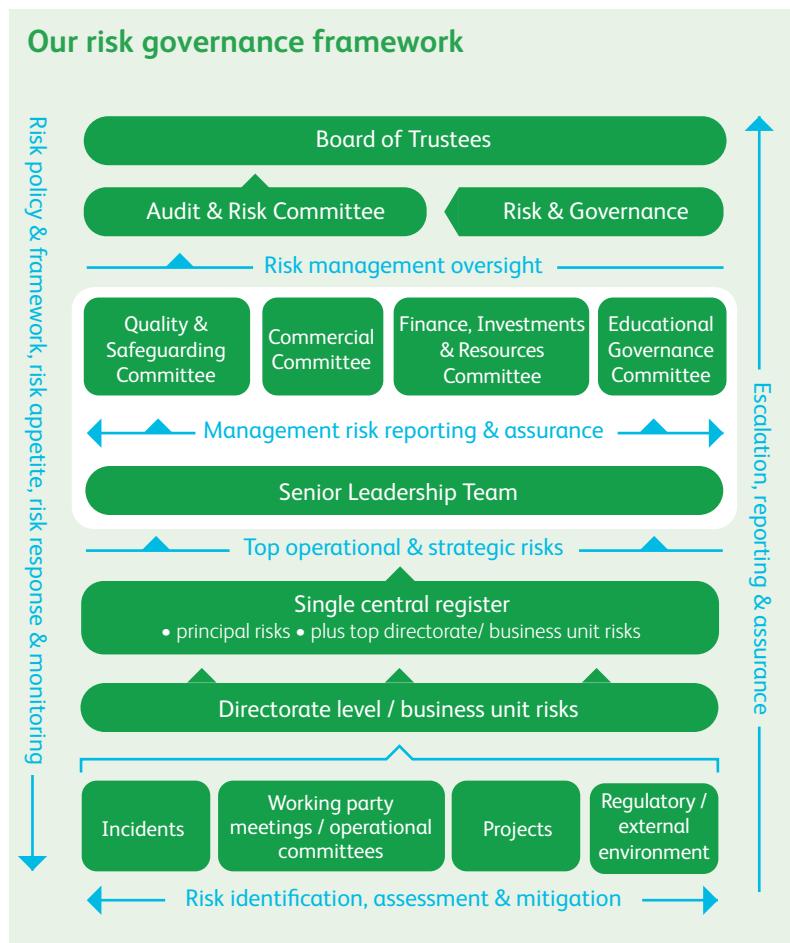 Our risk governance framework
Risk policy & framework, risk appetite, risk response & monitoring
Board of Trustees
Audit & Risk Committee
Risk & Governance
Risk management oversight
Quality &
Safeguarding
Committee
Commercial
Committee
Finance, Investments
& Resources
Committee
Educational
Governance
Committee
Management risk reporting & assurance
Senior Leadership Team
Top operational & strategic risks
Single central register
• principal risks • plus top directorate/ business unit risks
Directorate level / business unit risks
Incidents
Working party
meetings / operational
committees
Projects
Regulatory /
external
environment
Risk identification, assessment & mitigation
Escalation, reporting & assurance